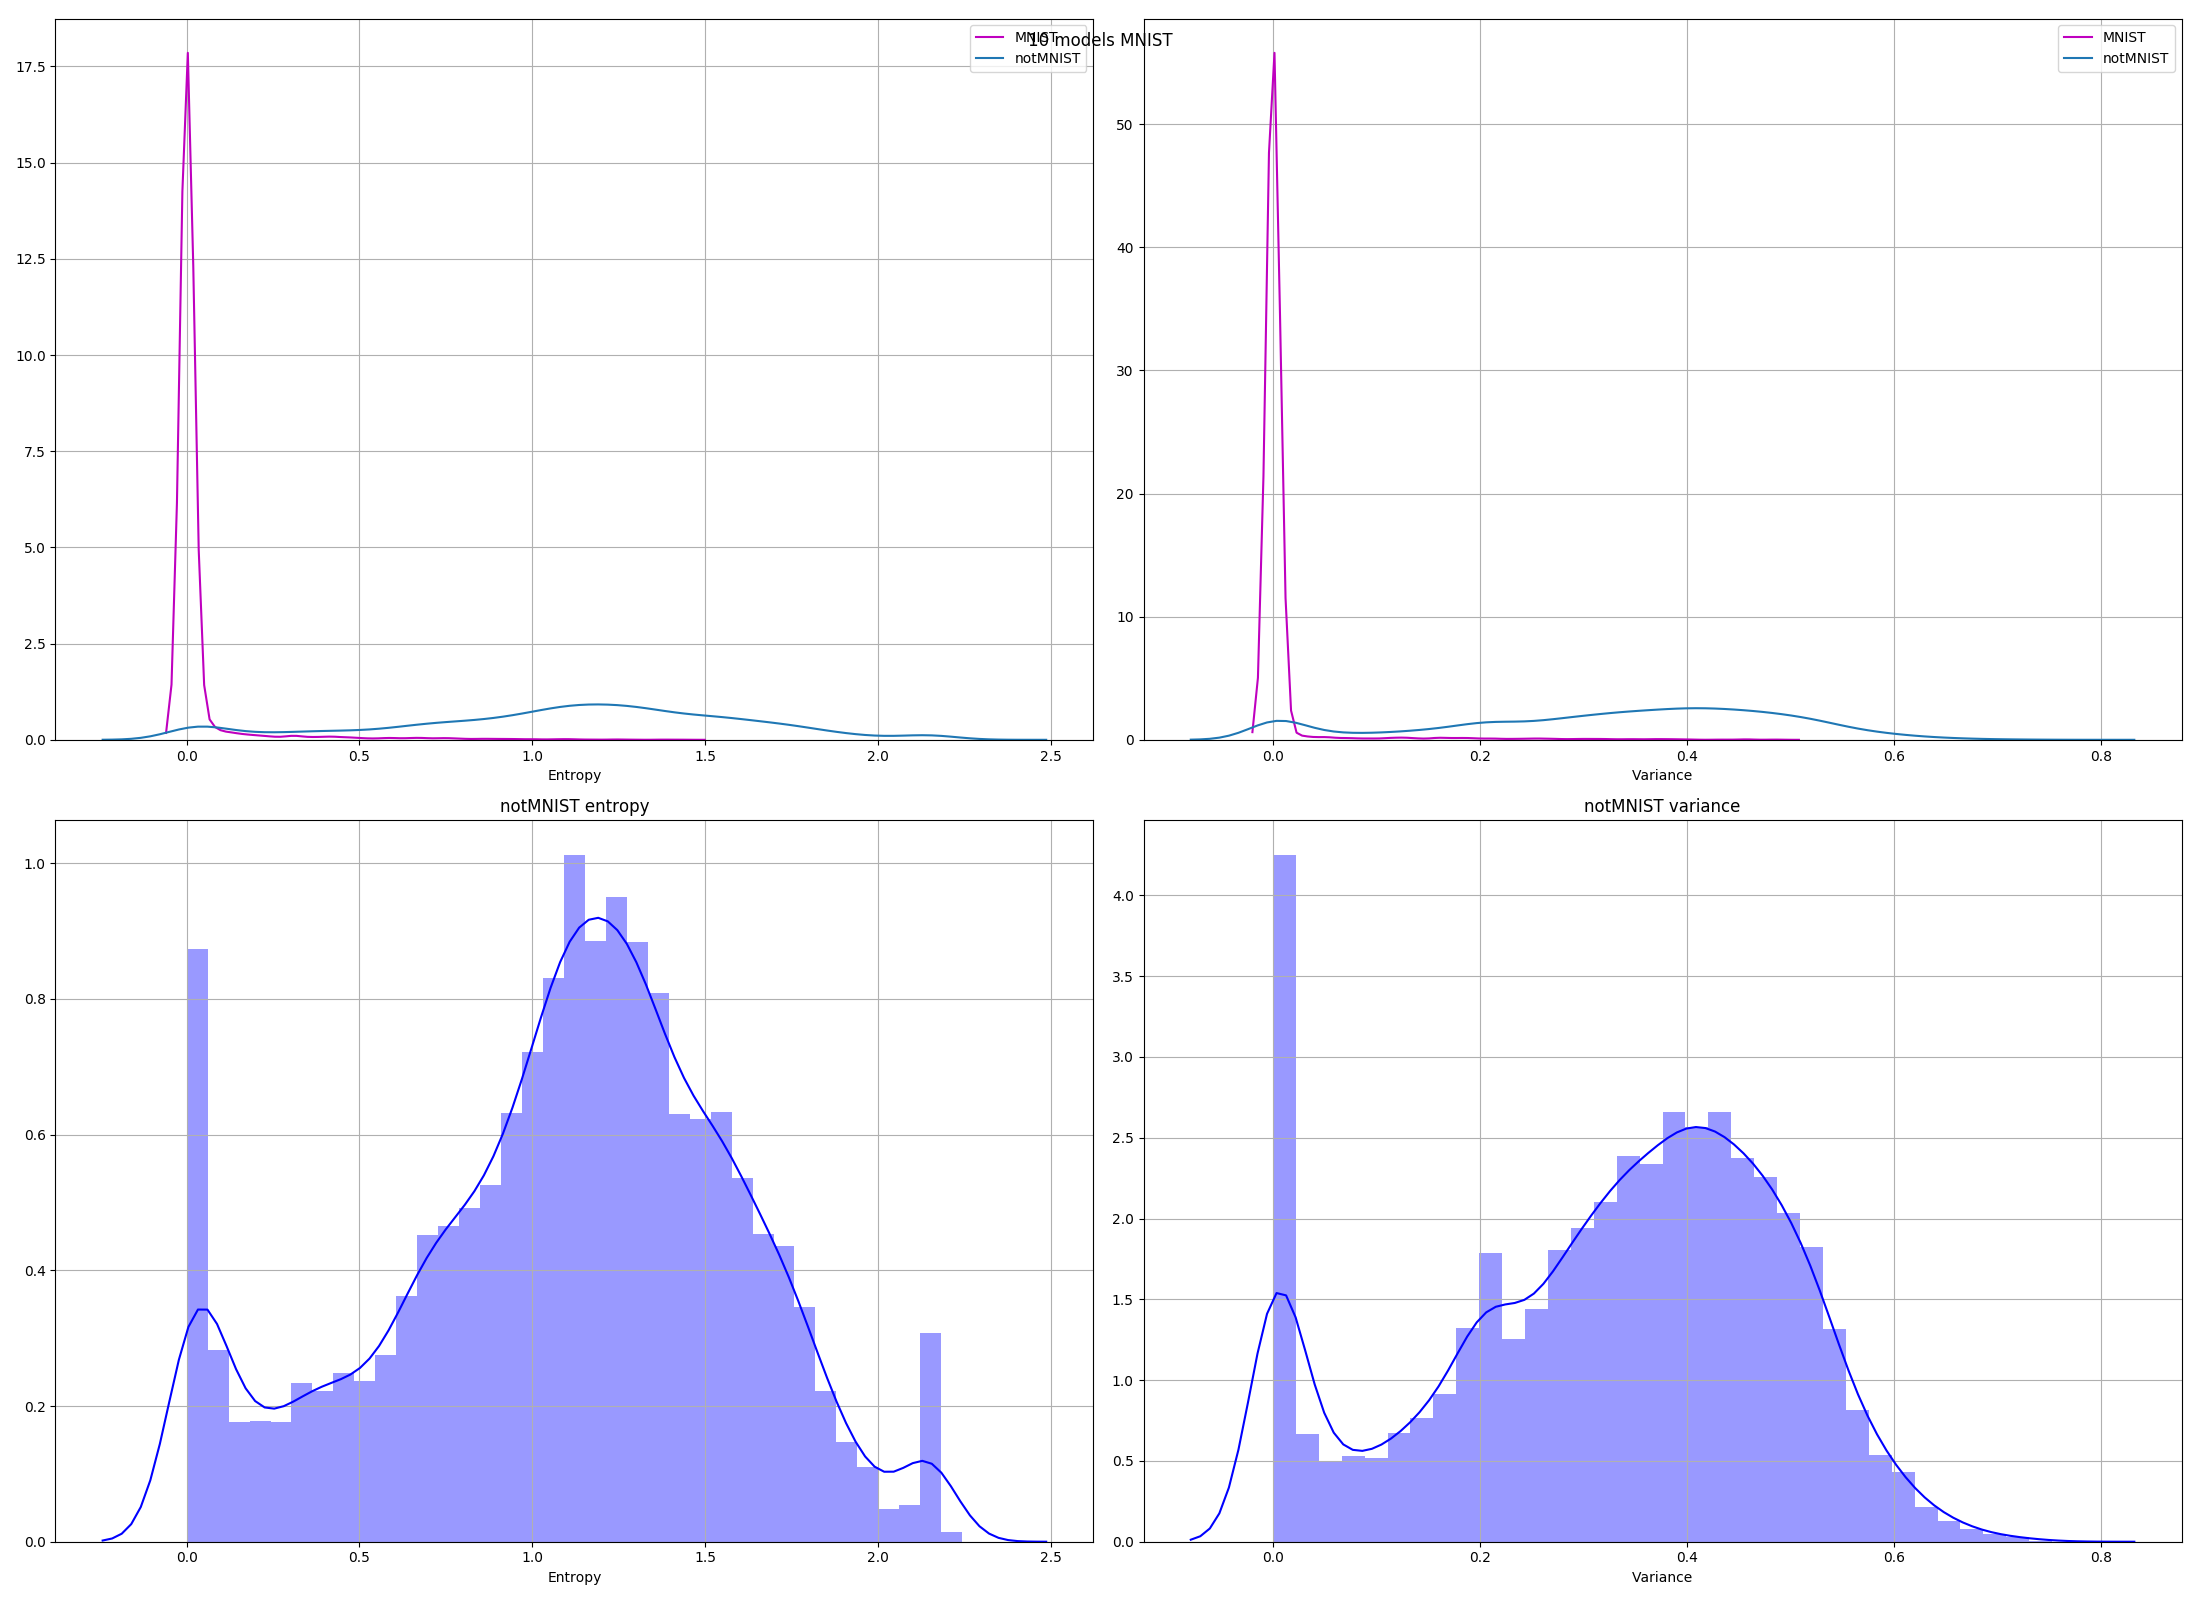 10 models MNIST
MNIST
notMNIST
17.5
15.0
12.5
10.0
7.5
5.0
2.5
0.0
0.0 0.5 1.0 1.5 2.0 2.5
Entropy
MNIST
notMNIST
50
40
30
20
10
0
0.0 0.2 0.4 0.6 0.8
Variance
notMNIST entropy
1.0
0.8
0.6
0.4
0.2
0.0
0.0 0.5 1.0 1.5 2.0 2.5
Entropy
notMNIST variance
4.0
3.5
3.0
2.5
2.0
1.5
1.0
0.5
0.0
0.0 0.2 0.4 0.6 0.8
Variance